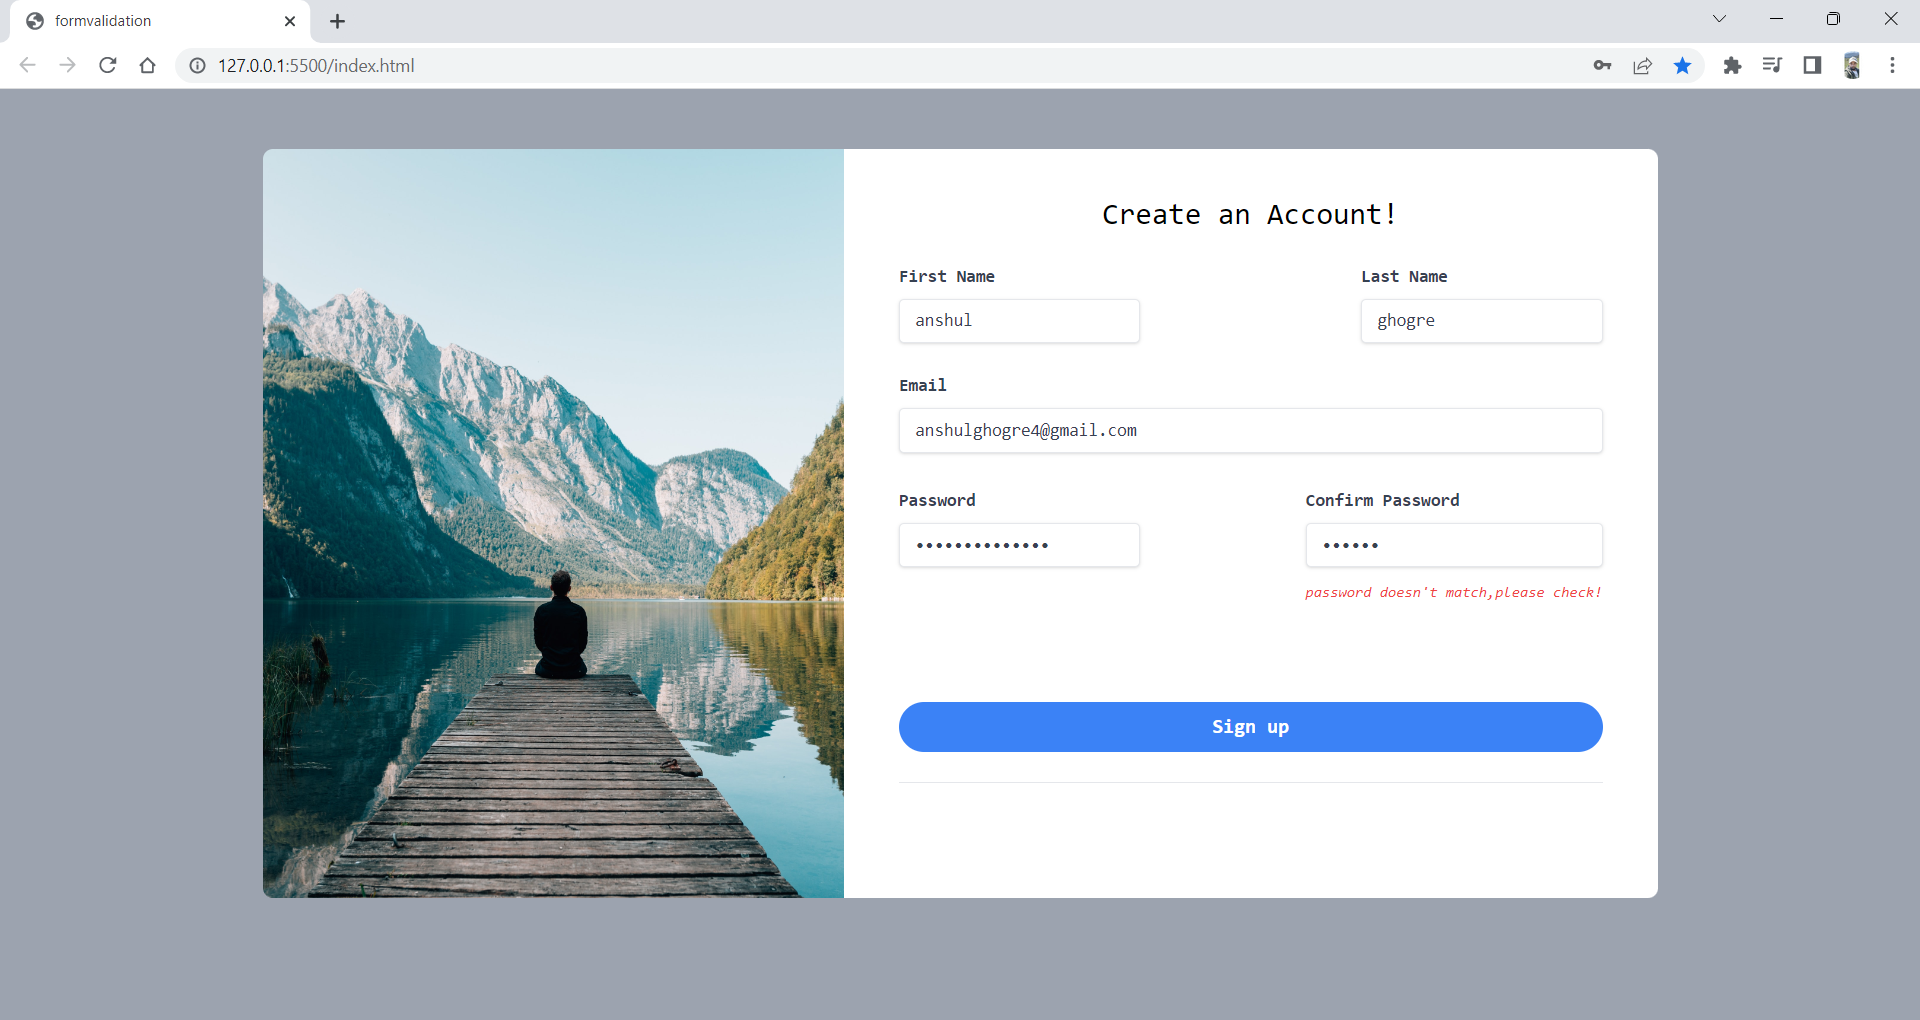 formvalidation
127.0.0.1:5500/index.html
Create an Account!
First Name
Last Name
anshul
ghogre
Email
anshulghogre4@gmail.com
Password
Confirm Password
••••••••••••••
••••••
password doesn't match,please check!
Sign up